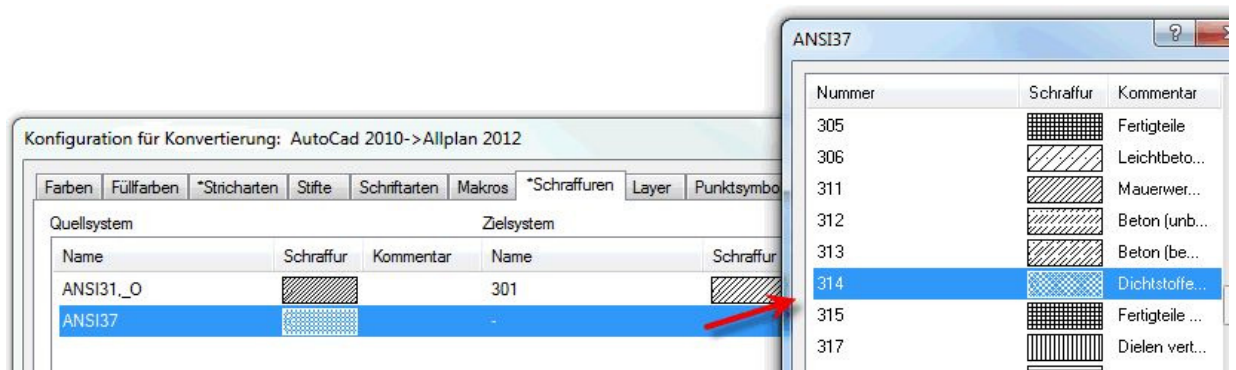 Konfiguration für Konvertierung: AutoCad 2010->Allplan 2012
Farben Füllfarben *Stricharten Stifte Schriftarten Makros *Schraffuren Layer Punktsymbo
Quellsystem Zielsystem
Name Schraffur Kommentar Name Schraffur
ANSI31,_O 301
ANSI37 -
ANSI37
Nummer Schraffur Kommentar
305 Fertigteile
306 Leichtbeto...
311 Mauerwer...
312 Beton (unb...
313 Beton (be...
314 Dichtstoffe...
315 Fertigteile ...
317 Dielen vert...